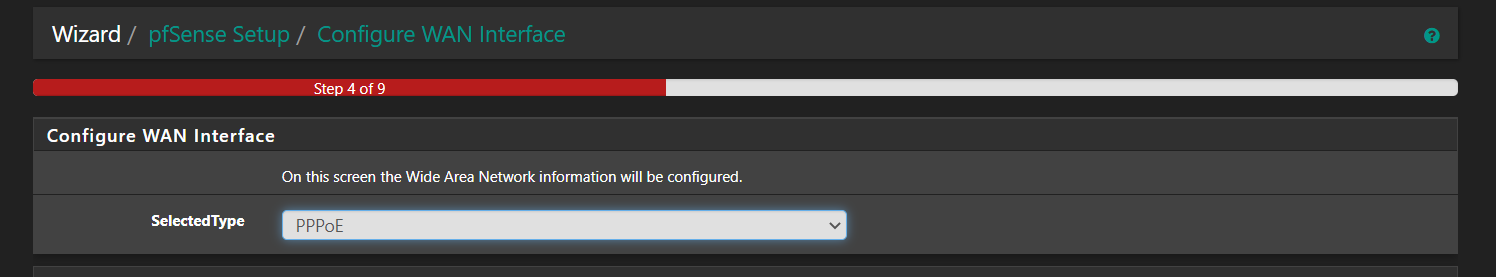 Wizard / pfSense Setup / Configure WAN Interface
Step 4 of 9
Configure WAN Interface
On this screen the Wide Area Network information will be configured.
SelectedType
PPPoE